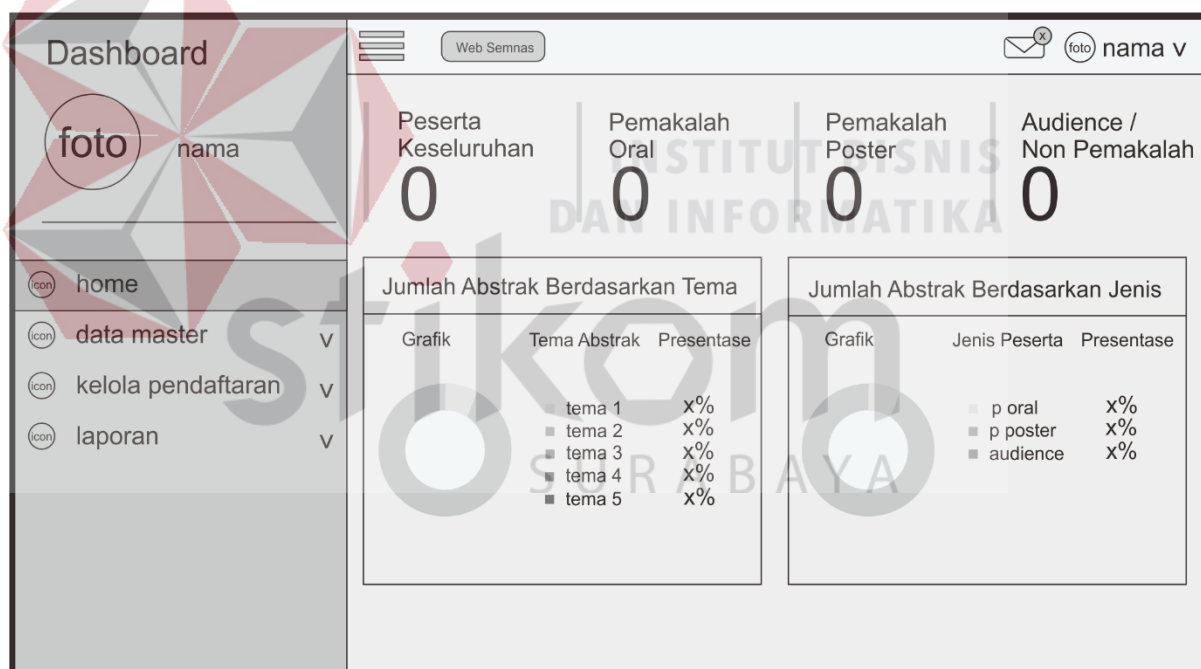 Dashboard
Web Semnas
x
foto
nama v
foto
nama
icon home
icon data master v
icon kelola pendaftaran v
icon laporan v
Peserta
Keseluruhan
0
Pemakalah
Oral
0
Pemakalah
Poster
0
Audience /
Non Pemakalah
0
Jumlah Abstrak Berdasarkan Tema
Grafik Tema Abstrak Presentase
tema 1 x%
tema 2 x%
tema 3 x%
tema 4 x%
tema 5 x%
Jumlah Abstrak Berdasarkan Jenis
Grafik Jenis Peserta Presentase
p oral x%
p poster x%
audience x%
INSTITUT BISNIS
DAN INFORMATIKA
stikom
SURABAYA